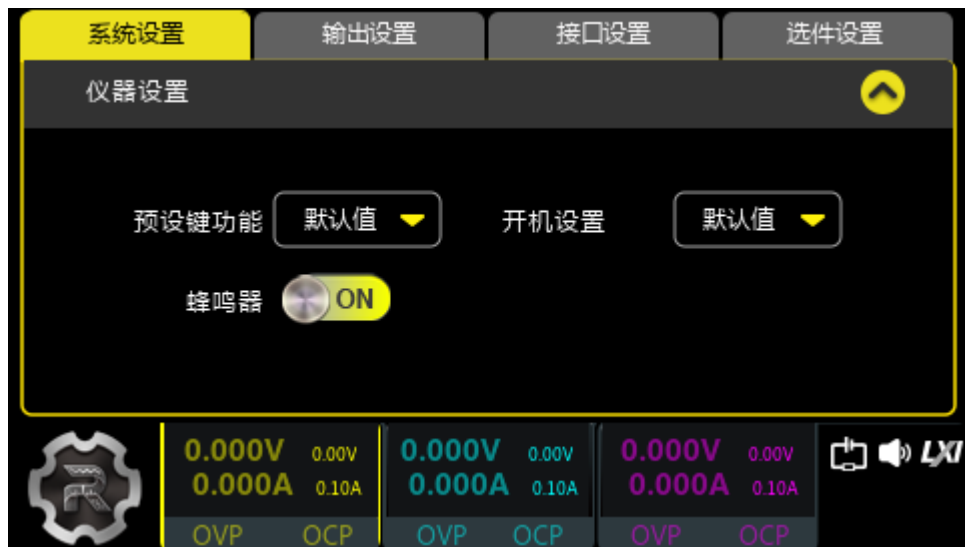 系统设置 输出设置 接口设置 选件设置
仪器设置
预设键功能 默认值 开机设置 默认值
蜂鸣器 ON
0.000V 0.00V 0.000V 0.00V 0.000V 0.00V LXI
0.000A 0.10A 0.000A 0.10A 0.000A 0.10A
OVP OCP OVP OCP OVP OCP